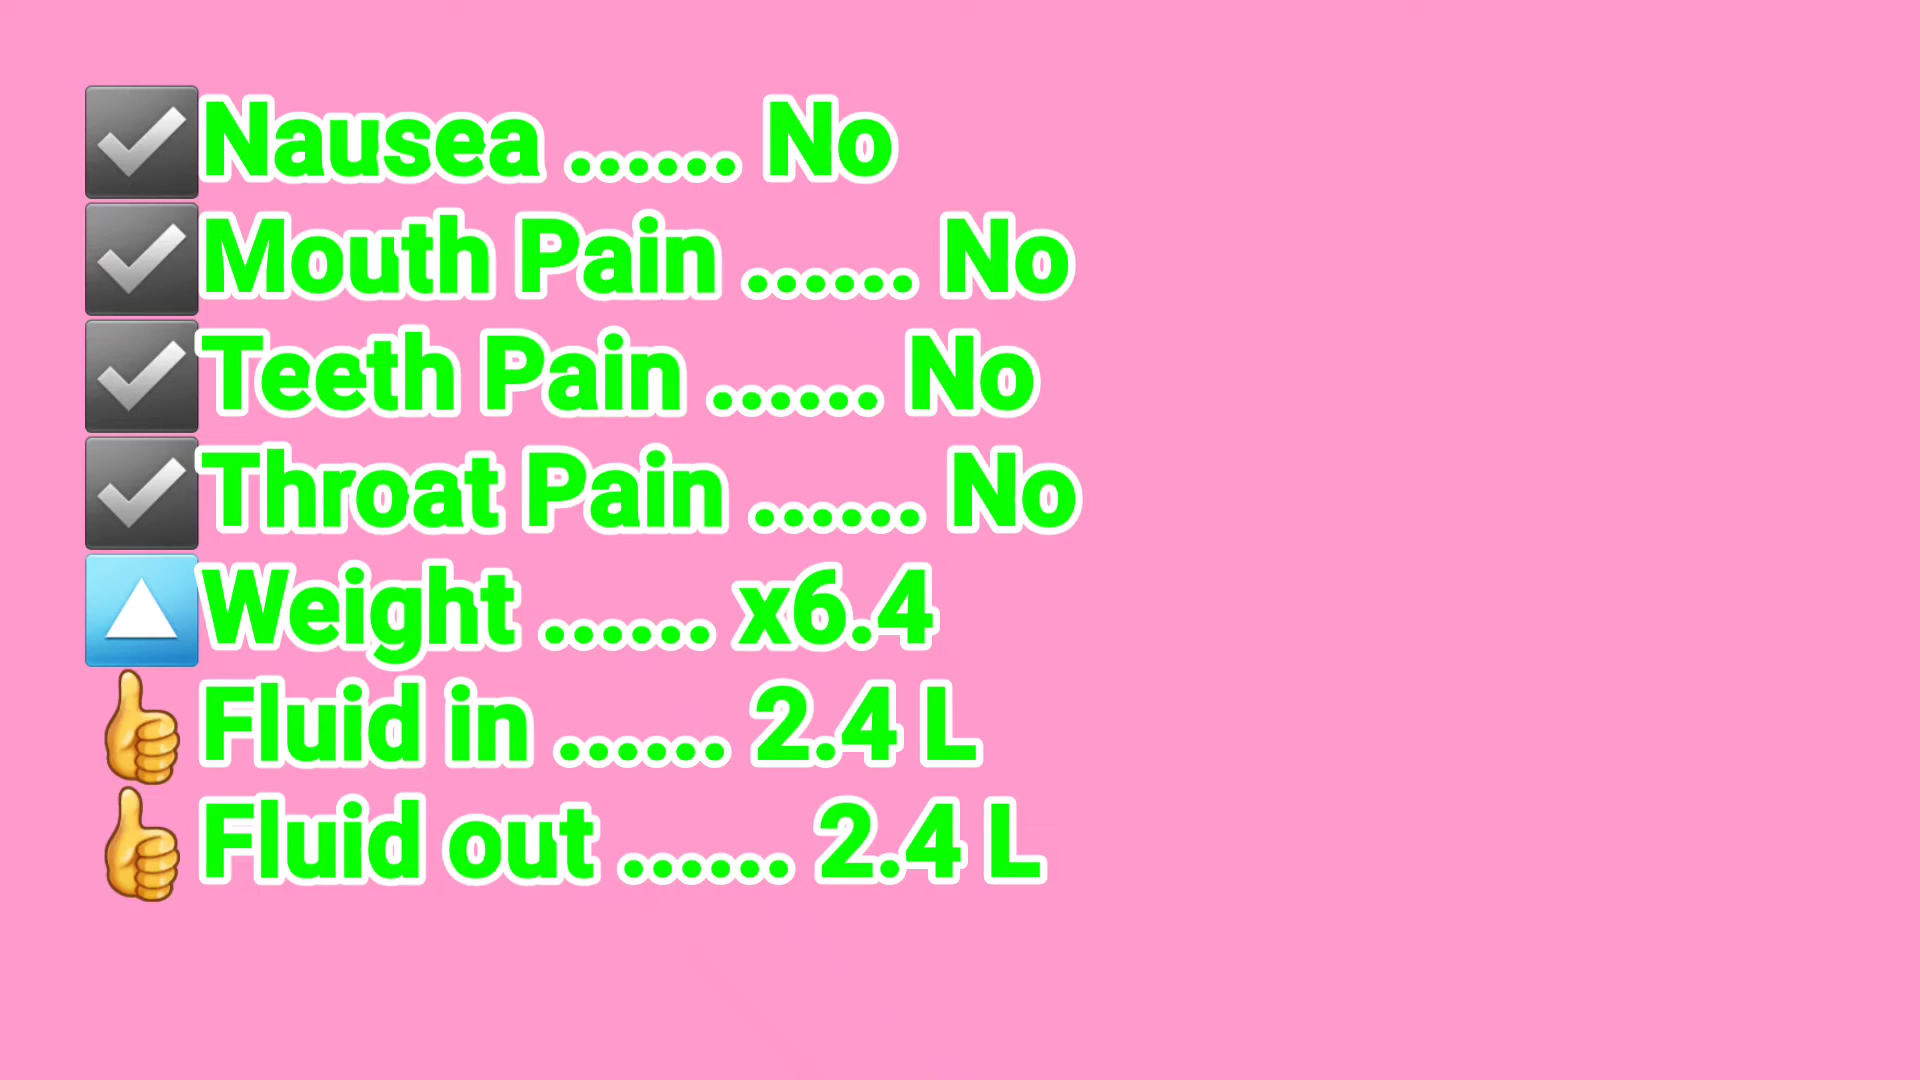 ✔Nausea ...... No
✔Mouth Pain ...... No
✔Teeth Pain ...... No
✔Throat Pain ...... No
🔼Weight ...... x6.4
👍Fluid in ...... 2.4 L
👍Fluid out ...... 2.4 L